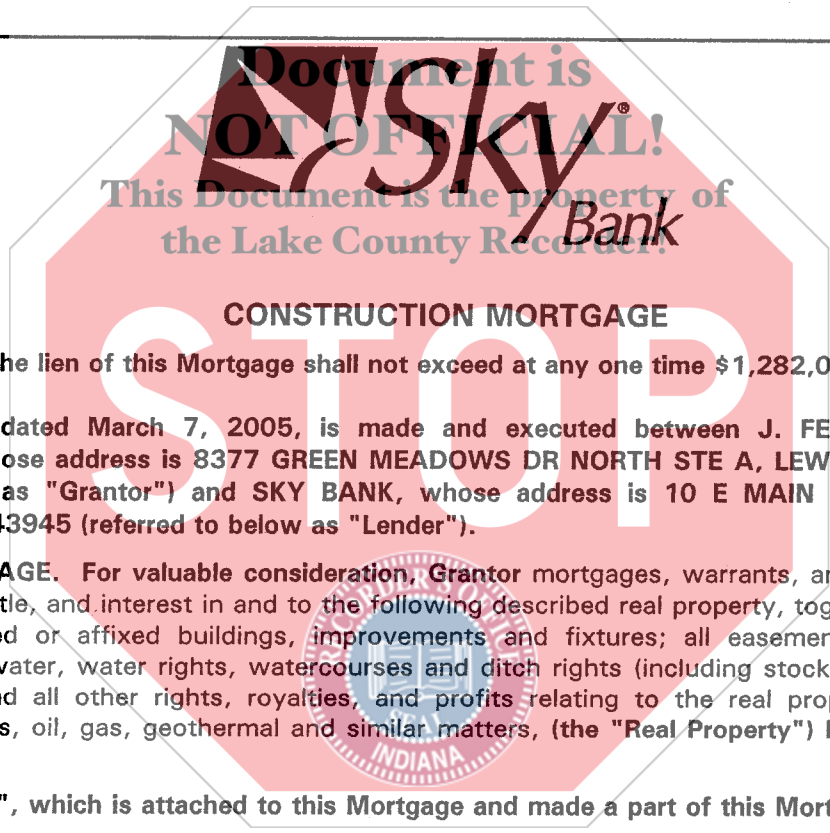 Document is
NOT OFFICIAL!
This Document is the property of
the Lake County Recorder!
Sky®
Bank
STOP
CONSTRUCTION MORTGAGE
he lien of this Mortgage shall not exceed at any one time $1,282,0
dated March 7, 2005, is made and executed between J. FE
ose address is 8377 GREEN MEADOWS DR NORTH STE A, LEW
as "Grantor") and SKY BANK, whose address is 10 E MAIN
43945 (referred to below as "Lender").
AGE. For valuable consideration, Grantor mortgages, warrants, a
tle, and interest in and to the following described real property, tog
ed or affixed buildings, improvements and fixtures; all easemen
vater, water rights, watercourses and ditch rights (including stock
nd all other rights, royalties, and profits relating to the real prop
s, oil, gas, geothermal and similar matters, (the "Real Property") l
", which is attached to this Mortgage and made a part of this Mort
RECORDER'S OFFICE
SEAL
INDIANA